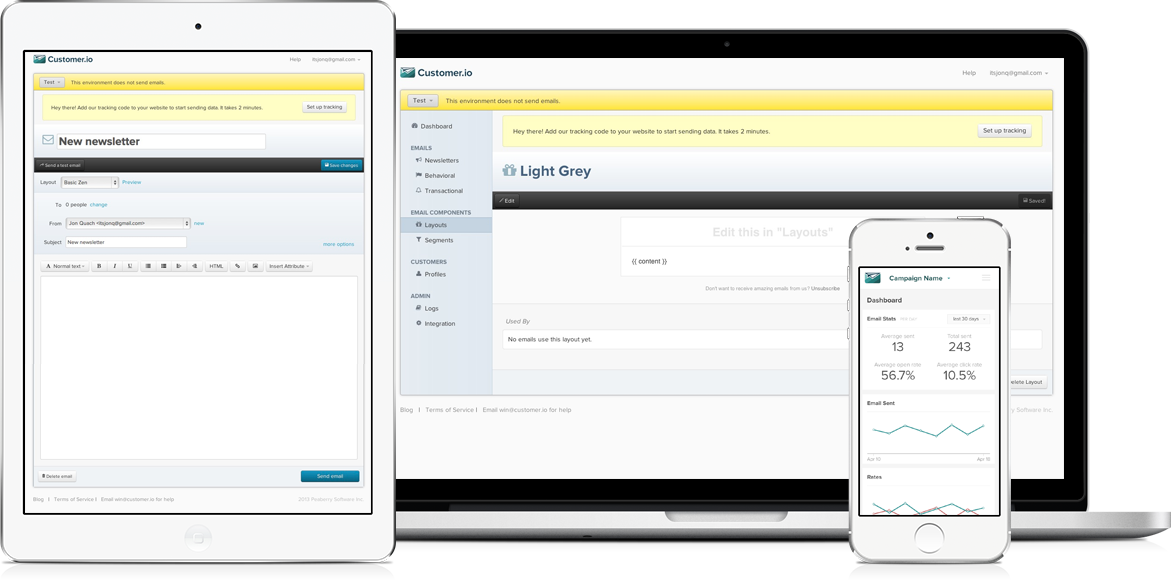 Customer.io
Help
itsjonq@gmail.com
Test
This environment does not send emails.
Hey there! Add our tracking code to your website to start sending data. It takes 2 minutes.
Set up tracking
New newsletter
Send a test email
Save changes
Layout
Basic Zen
Preview
To 0 people change
From
Jon Quach <itsjonq@gmail.com>
new
Subject
New newsletter
more options
A Normal text
B
I
U
HTML
Insert Attribute
Delete email
Send email
Blog | Terms of Service | Email win@customer.io for help
Customer.io
Help
itsjonq@gmail.com
Test
This environment does not send emails.
Dashboard
EMAILS
Newsletters
Behavioral
Transactional
EMAIL COMPONENTS
Layouts
Segments
CUSTOMERS
Profiles
ADMIN
Logs
Integration
Hey there! Add our tracking code to your website to start sending data. It takes 2 minutes.
Set up tracking
Light Grey
Edit
Saved!
Edit this in "Layouts"
{{ content }}
Don't want to receive amazing emails from us? Unsubscribe
Used By
No emails use this layout yet.
elete Layout
Blog | Terms of Service | Email win@customer.io for help
y Software Inc.
Campaign Name
Dashboard
Email Stats
last 30 days
Average sent
13
Total sent
243
Average open rate
56.7%
Average click rate
10.5%
Email Sent
Apr 10
Apr 16
Rates